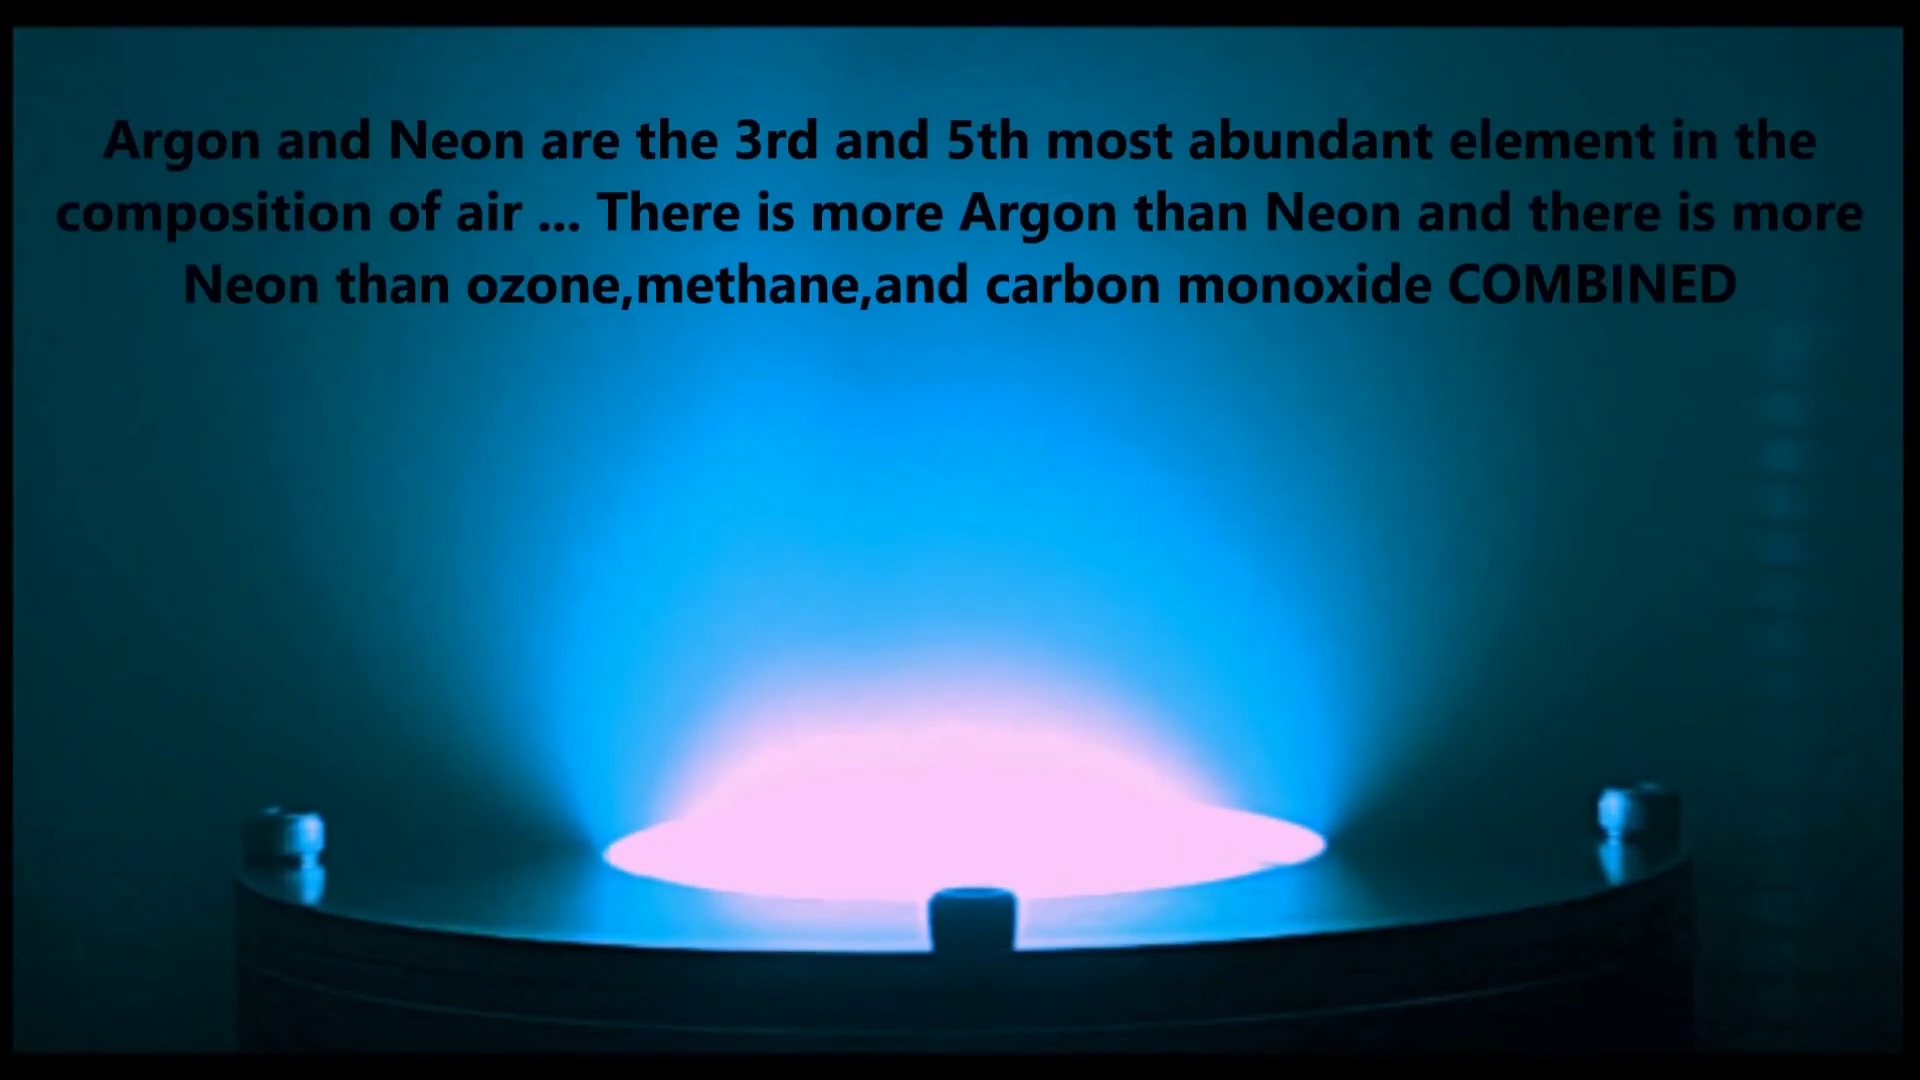 Argon and Neon are the 3rd and 5th most abundant element in the
composition of air ... There is more Argon than Neon and there is more
Neon than ozone,methane,and carbon monoxide COMBINED